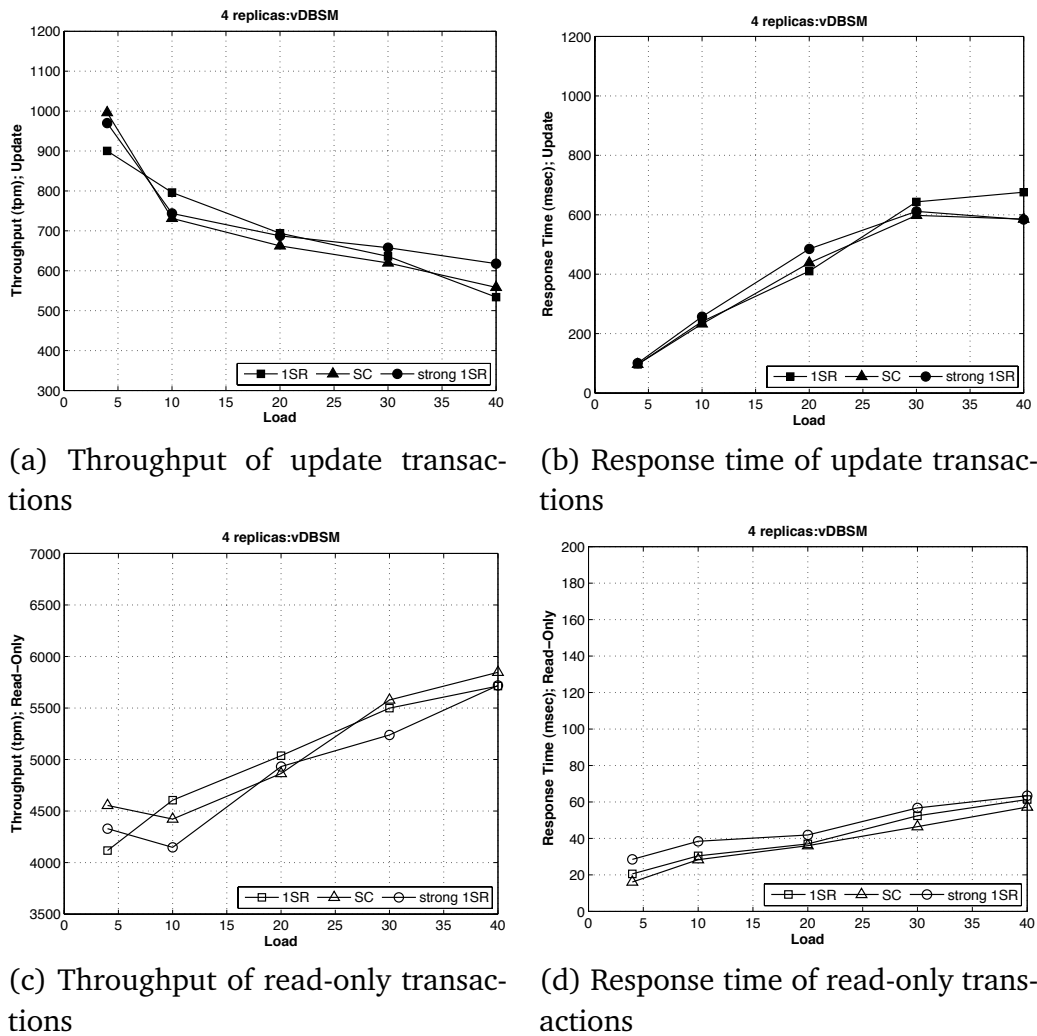 4 replicas:vDBSM
Throughput (tpm); Update
1200
1100
1000
900
800
700
600
500
400
300
0 5 10 15 20 25 30 35 40
Load
1SR SC strong 1SR
(a) Throughput of update transac-
tions
4 replicas:vDBSM
Response Time (msec); Update
1200
1000
800
600
400
200
0
0 5 10 15 20 25 30 35 40
Load
1SR SC strong 1SR
(b) Response time of update transac-
tions
4 replicas:vDBSM
Throughput (tpm); Read−Only
7000
6500
6000
5500
5000
4500
4000
3500
0 5 10 15 20 25 30 35 40
Load
1SR SC strong 1SR
(c) Throughput of read-only transac-
tions
4 replicas:vDBSM
Response Time (msec); Read−Only
200
180
160
140
120
100
80
60
40
20
0
0 5 10 15 20 25 30 35 40
Load
1SR SC strong 1SR
(d) Response time of read-only trans-
actions